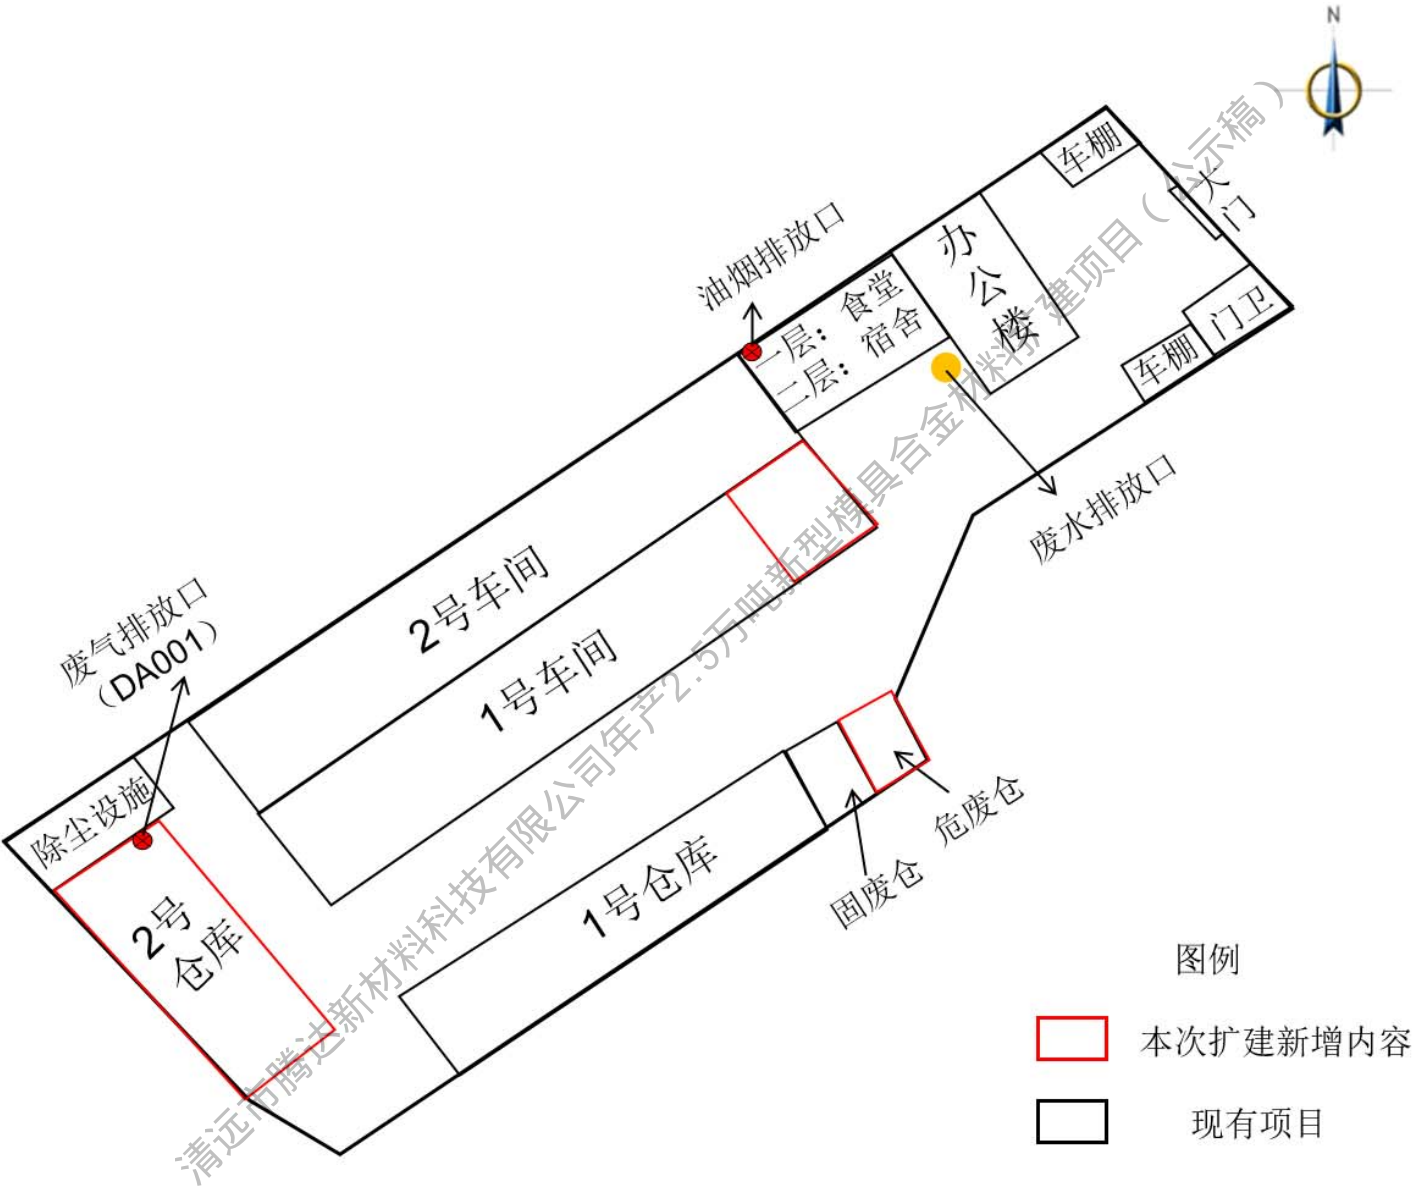 N
车棚
大门
办公楼
油烟排放口
一层：食堂
二层：宿舍
门卫
车棚
废水排放口
2号车间
1号车间
废气排放口
（DA001）
除尘设施
2号
仓库
1号仓库
固废仓
危废仓
图例
本次扩建新增内容
现有项目
清远市腾达新材料科技有限公司年产2.5万吨新型模具合金材料扩建项目（公示稿）